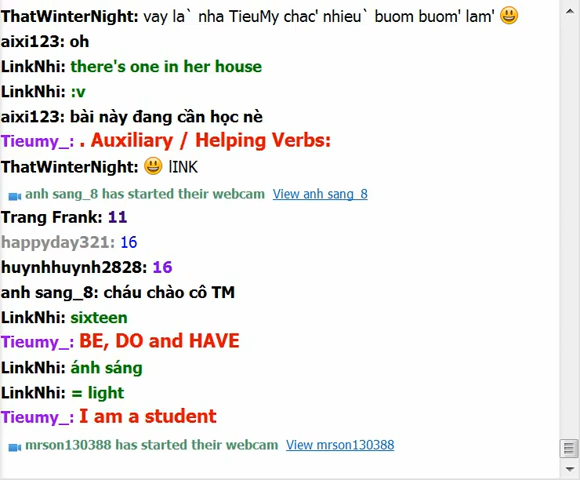 ThatWinterNight: vay la` nha TieuMy chac' nhieu` buom buom' lam' 😃
aixi123: oh
LinkNhi: there's one in her house
LinkNhi: :v
aixi123: bài này đang cần học nè
Tieumy_: . Auxiliary / Helping Verbs:
ThatWinterNight: 😃 lINK
anh sang_8 has started their webcam View anh sang_8
Trang Frank: 11
happyday321: 16
huynhhuynh2828: 16
anh sang_8: cháu chào cô TM
LinkNhi: sixteen
Tieumy_: BE, DO and HAVE
LinkNhi: ánh sáng
LinkNhi: = light
Tieumy_: I am a student
mrson130388 has started their webcam View mrson130388